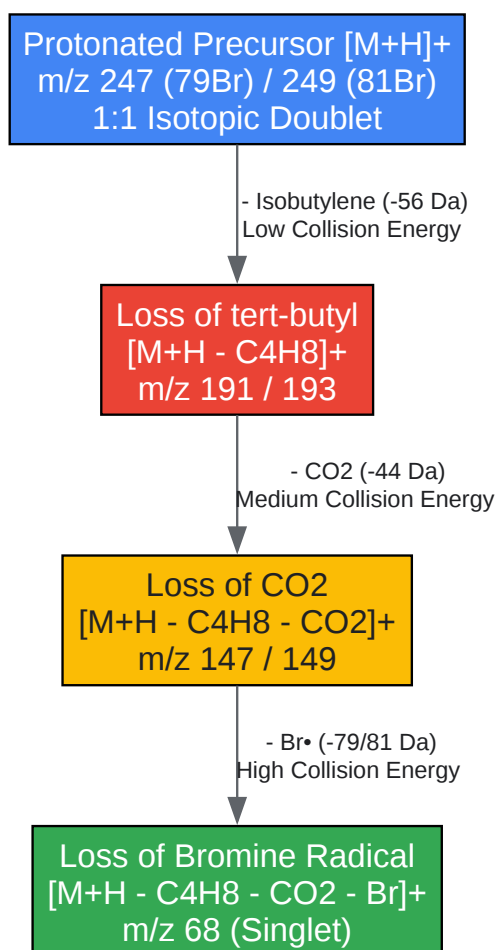 Protonated Precursor [M+H]+
m/z 247 (79Br) / 249 (81Br)
1:1 Isotopic Doublet
- Isobutylene (-56 Da)
Low Collision Energy
Loss of tert-butyl
[M+H - C4H8]+
m/z 191 / 193
- CO2 (-44 Da)
Medium Collision Energy
Loss of CO2
[M+H - C4H8 - CO2]+
m/z 147 / 149
- Br• (-79/81 Da)
High Collision Energy
Loss of Bromine Radical
[M+H - C4H8 - CO2 - Br]+
m/z 68 (Singlet)